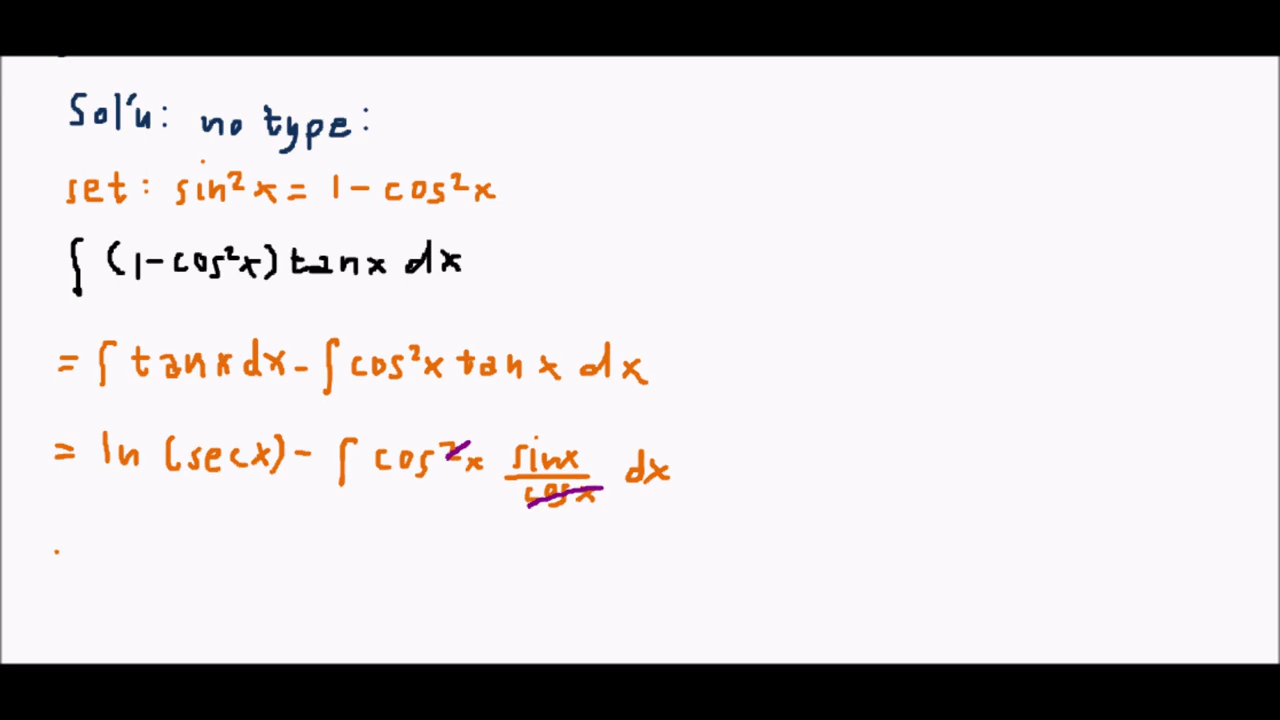 Sol'n: no type:
set: sin²x = 1 - cos²x
∫ (1-cos²x) tanx dx
= ∫ tanx dx - ∫ cos²x tan x dx
= ln (secx) - ∫ cos²x sinx/cosx dx